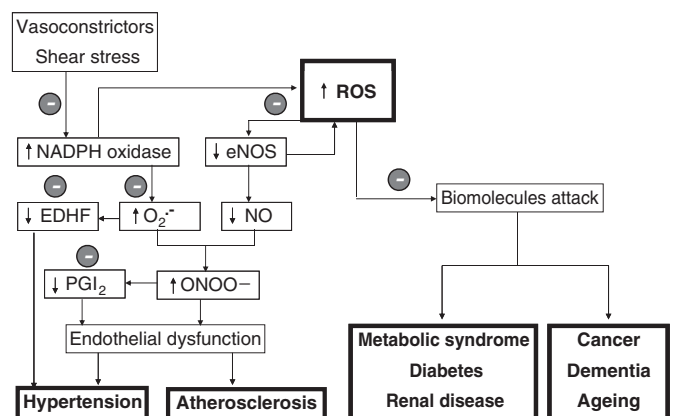 Vasoconstrictors
Shear stress
-
-
↑ ROS
↑ NADPH oxidase
↓ eNOS
-
-
-
Biomolecules attack
↓ EDHF
↑ O₂·⁻
↓ NO
-
↓ PGI₂
↑ ONOO−
Endothelial dysfunction
Metabolic syndrome
Diabetes
Renal disease
Cancer
Dementia
Ageing
Hypertension
Atherosclerosis